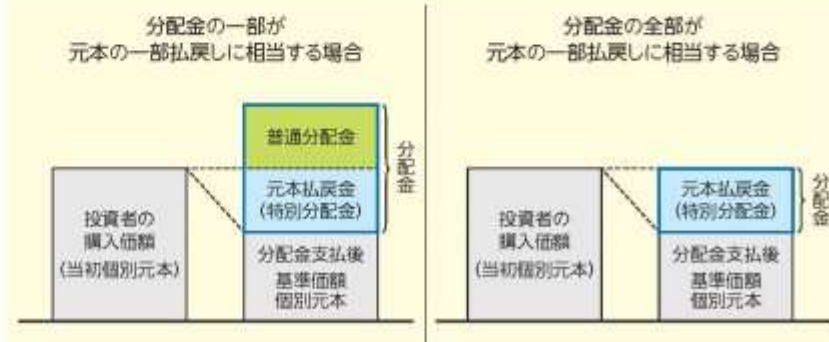 分配金の一部が
元本の一部払戻しに相当する場合
普通分配金
元本払戻金
(特別分配金)
分配金
投資者の
購入価額
(当初個別元本)
分配金支払後
基準価額
個別元本
分配金の全部が
元本の一部払戻しに相当する場合
元本払戻金
(特別分配金)
分配金
投資者の
購入価額
(当初個別元本)
分配金支払後
基準価額
個別元本